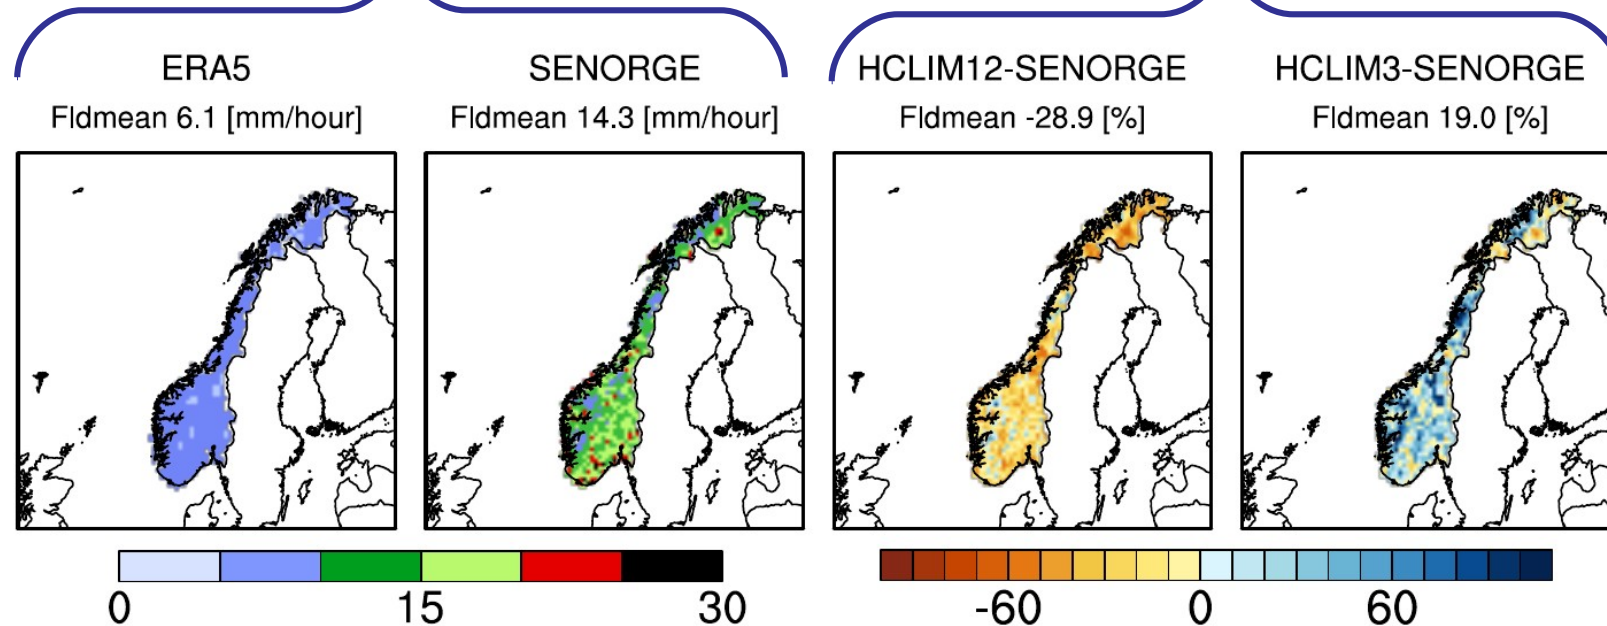 ERA5
Fldmean 6.1 [mm/hour]
SENORGE
Fldmean 14.3 [mm/hour]
HCLIM12-SENORGE
Fldmean -28.9 [%]
HCLIM3-SENORGE
Fldmean 19.0 [%]
0 15 30
-60 0 60